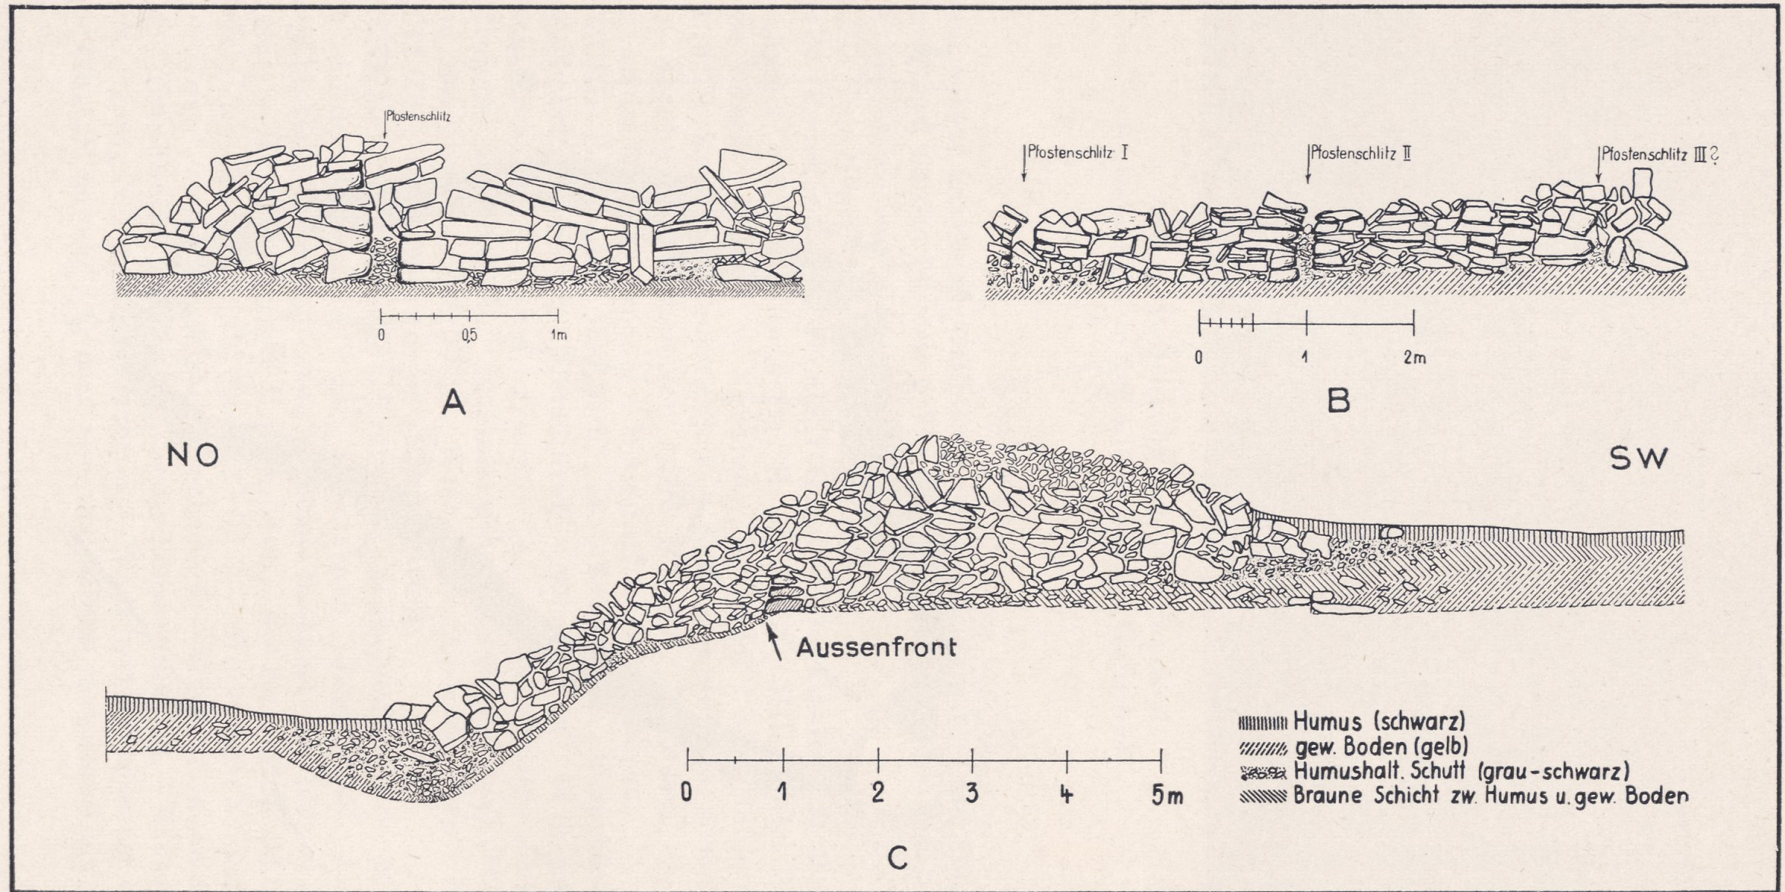 Pfostenschlitz
Pfostenschlitz I
Pfostenschlitz II
Pfostenschlitz III?
0 0,5 1m
0 1 2m
A
B
NO
SW
Aussenfront
Humus (schwarz)
gew. Boden (gelb)
Humushalt. Schutt (grau-schwarz)
Braune Schicht zw. Humus u. gew. Boden
0 1 2 3 4 5m
C